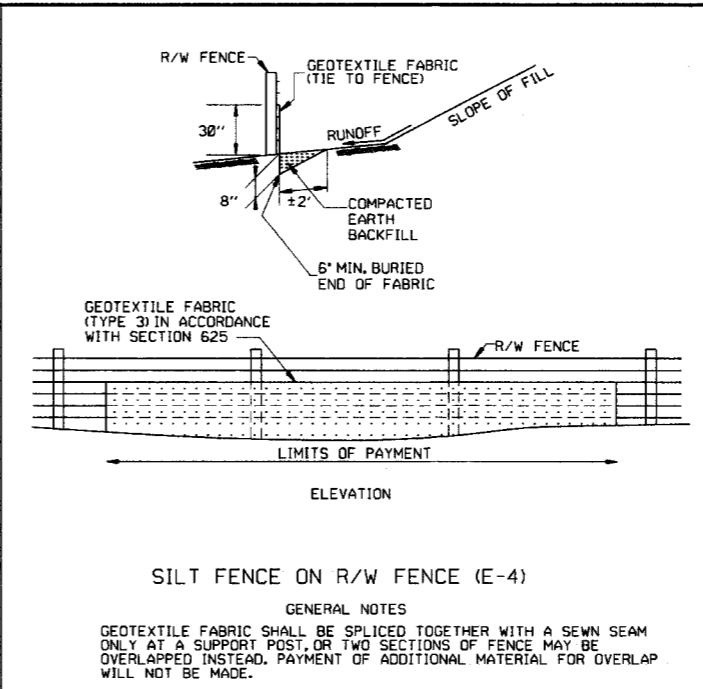 R/W FENCE
GEOTEXTILE FABRIC
(TIE TO FENCE)
SLOPE OF FILL
RUNOFF
30"
8"
±2'
COMPACTED
EARTH
BACKFILL
6" MIN. BURIED
END OF FABRIC
GEOTEXTILE FABRIC
(TYPE 3) IN ACCORDANCE
WITH SECTION 625
R/W FENCE
LIMITS OF PAYMENT
ELEVATION
SILT FENCE ON R/W FENCE (E-4)
GENERAL NOTES
GEOTEXTILE FABRIC SHALL BE SPLICED TOGETHER WITH A SEWN SEAM
ONLY AT A SUPPORT POST, OR TWO SECTIONS OF FENCE MAY BE
OVERLAPPED INSTEAD. PAYMENT OF ADDITIONAL MATERIAL FOR OVERLAP
WILL NOT BE MADE.